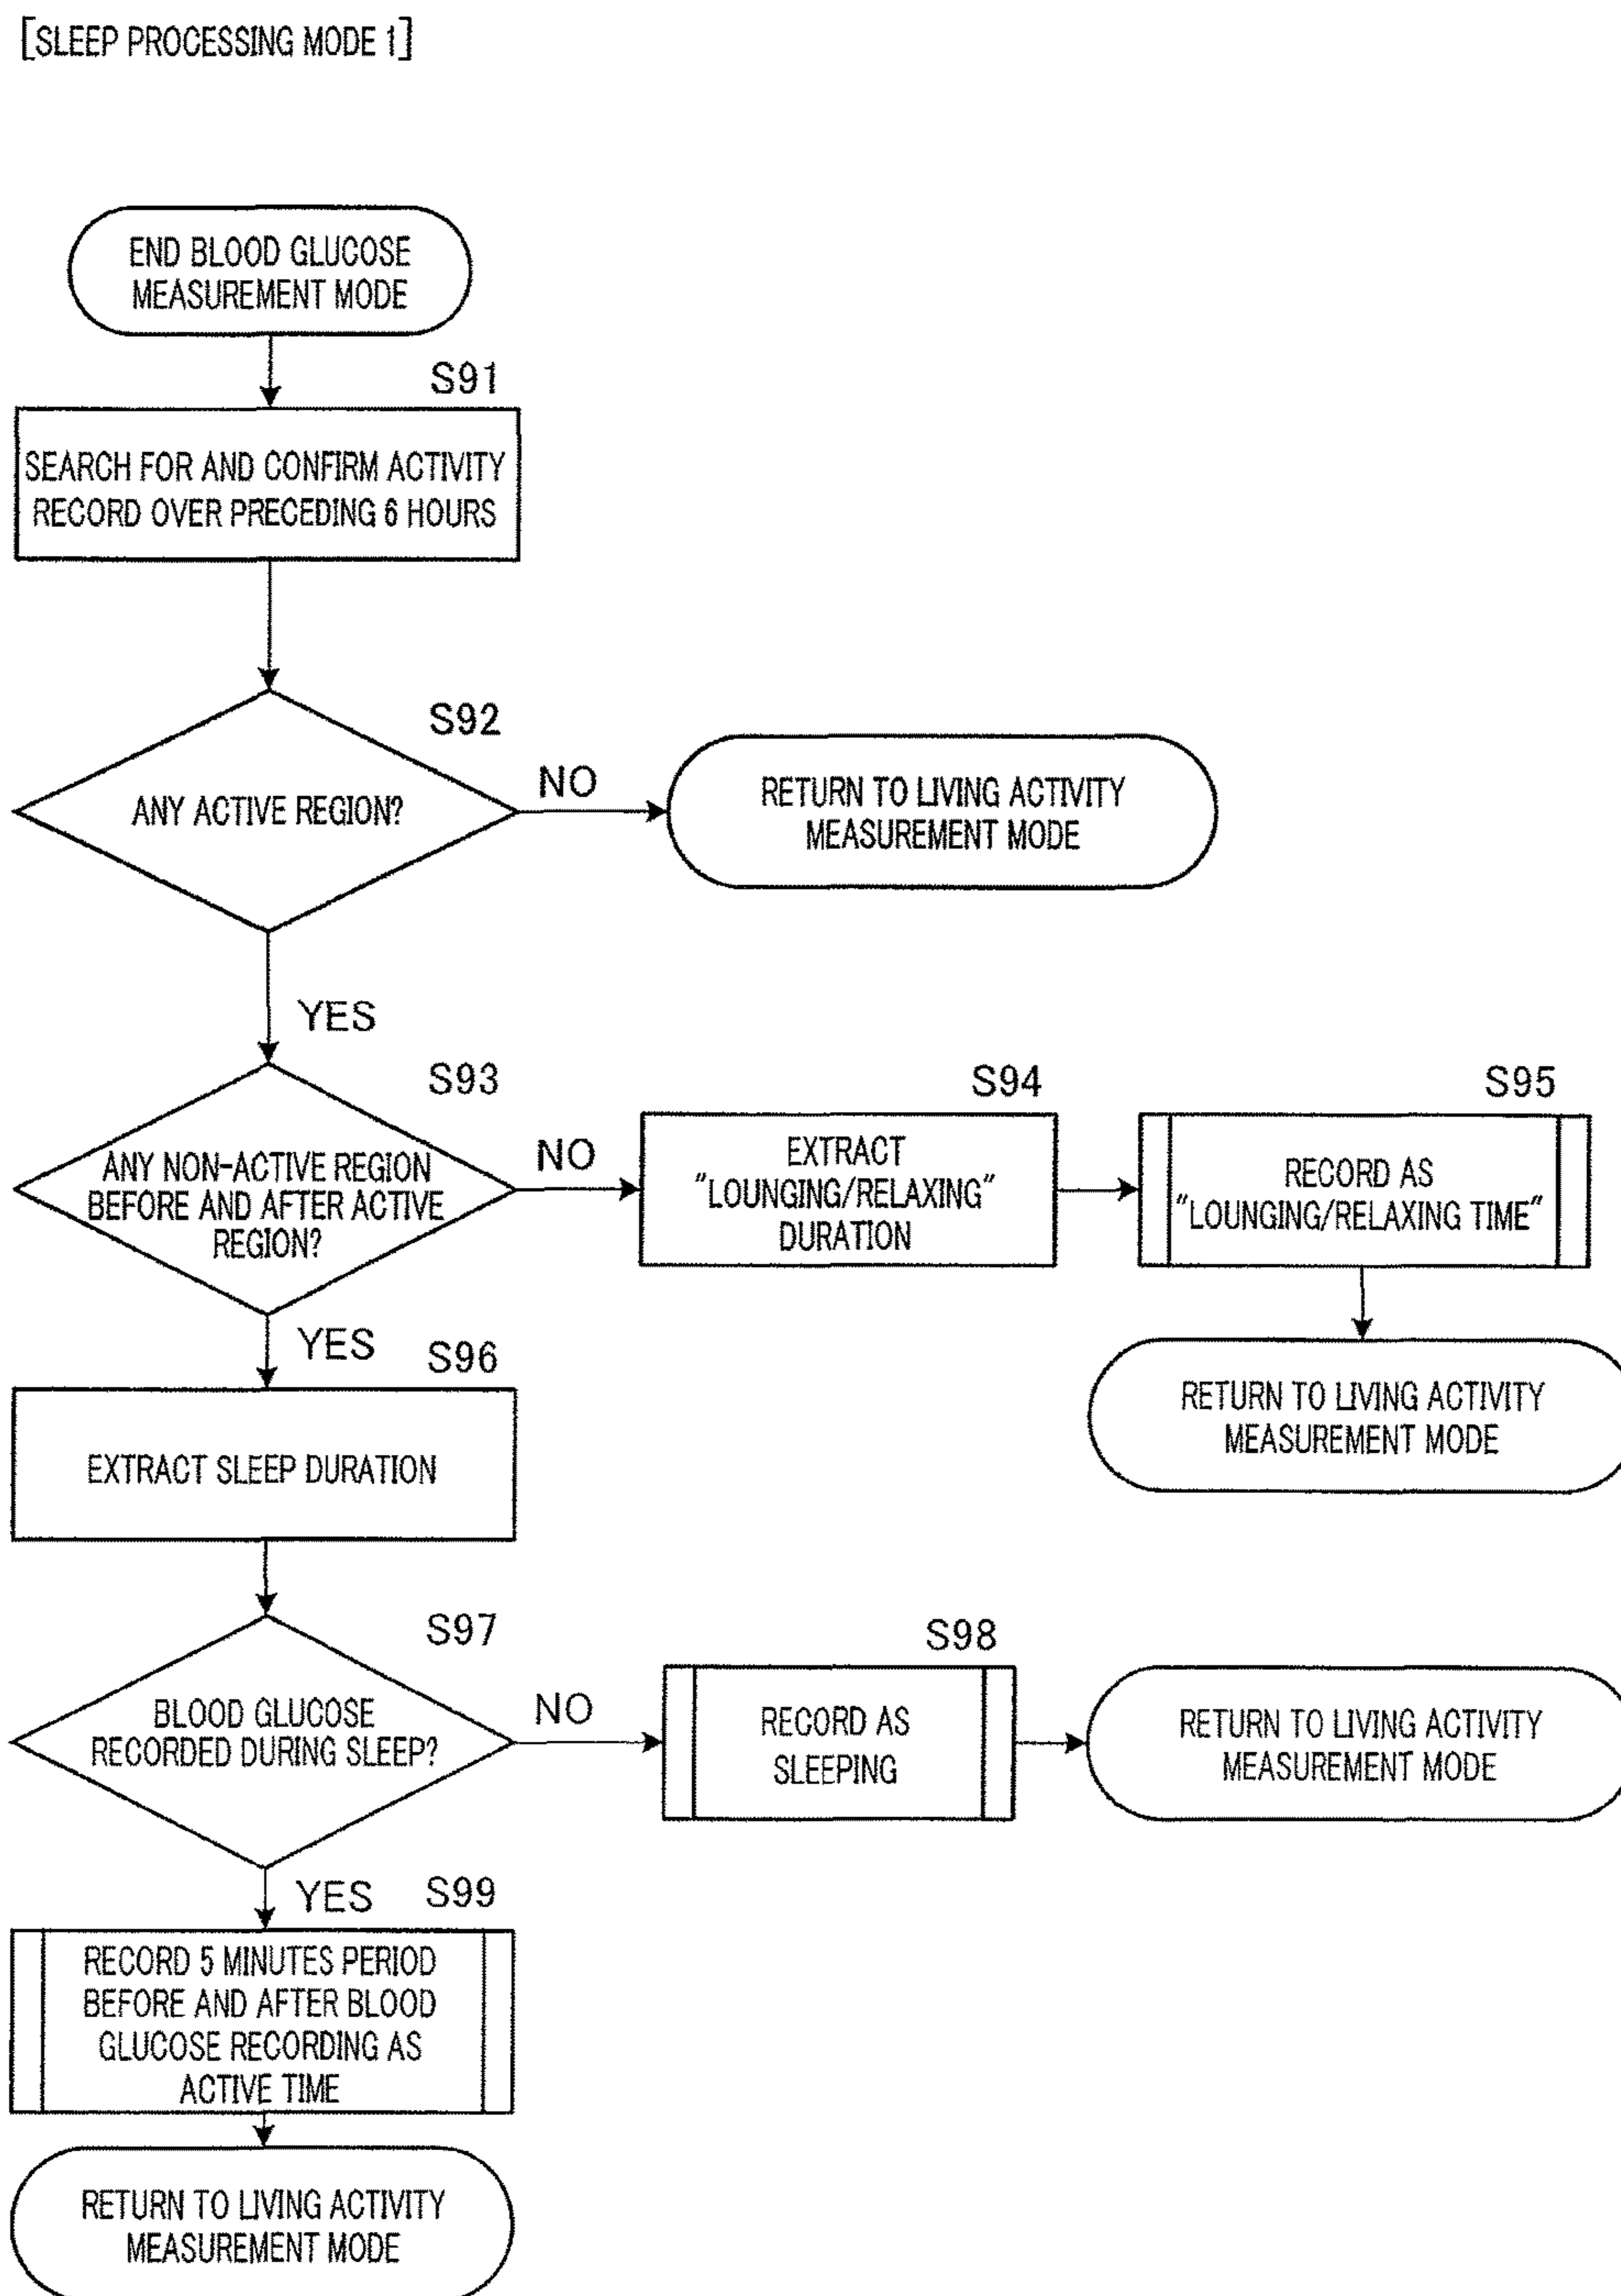 [SLEEP PROCESSING MODE 1]
END BLOOD GLUCOSE
MEASUREMENT MODE
S91
SEARCH FOR AND CONFIRM ACTIVITY
RECORD OVER PRECEDING 6 HOURS
S92
ANY ACTIVE REGION?
NO
RETURN TO LIVING ACTIVITY
MEASUREMENT MODE
YES
S93
ANY NON-ACTIVE REGION
BEFORE AND AFTER ACTIVE
REGION?
NO
S94
EXTRACT
"LOUNGING/RELAXING"
DURATION
S95
RECORD AS
"LOUNGING/RELAXING TIME"
RETURN TO LIVING ACTIVITY
MEASUREMENT MODE
YES
S96
EXTRACT SLEEP DURATION
S97
BLOOD GLUCOSE
RECORDED DURING SLEEP?
NO
S98
RECORD AS
SLEEPING
RETURN TO LIVING ACTIVITY
MEASUREMENT MODE
YES
S99
RECORD 5 MINUTES PERIOD
BEFORE AND AFTER BLOOD
GLUCOSE RECORDING AS
ACTIVE TIME
RETURN TO LIVING ACTIVITY
MEASUREMENT MODE